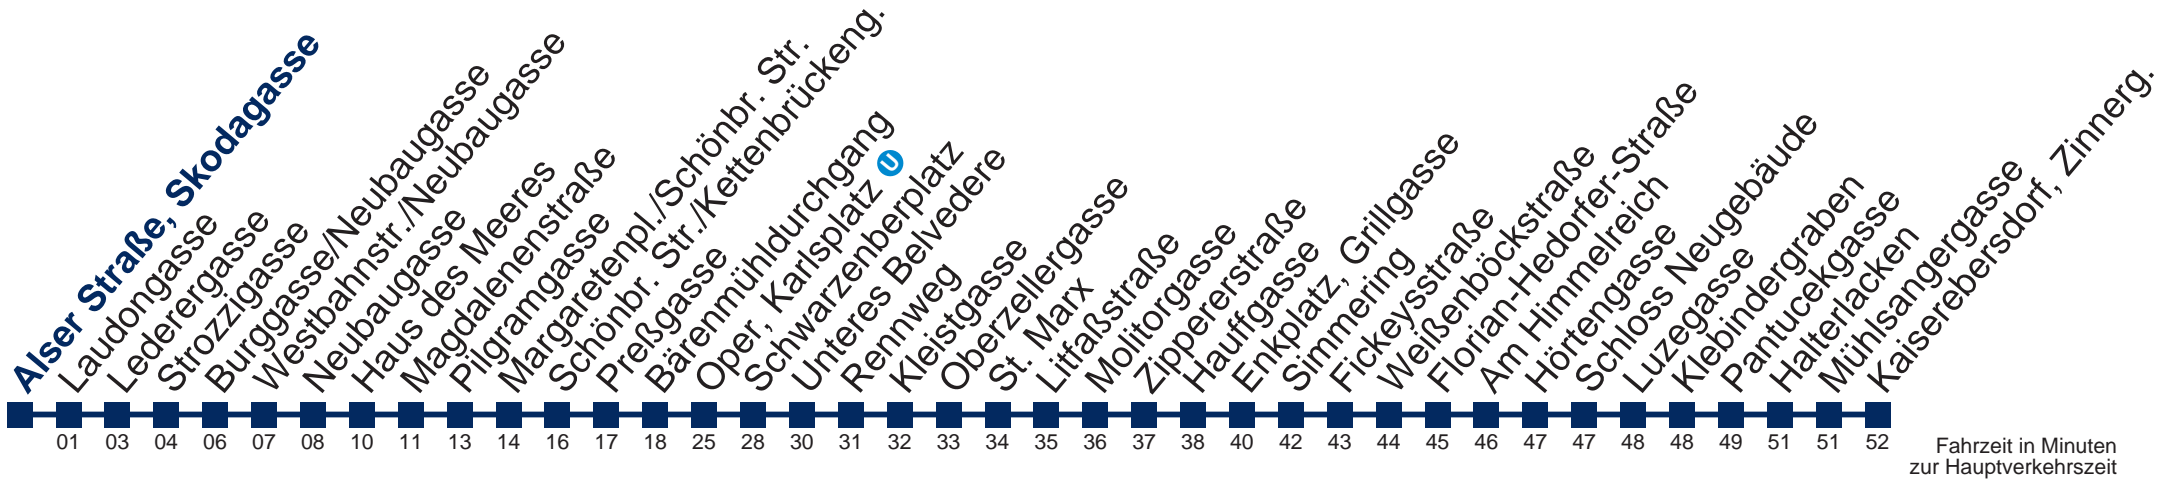 Alser Straße, Skodagasse
Laudongasse
Lederergasse
Strozzigasse
Burggasse/Neubaugasse
Westbahnstr./Neubaugasse
Neubaugasse
Haus des Meeres
Magdalenenstraße
Pilgramgasse
Margaretenpl./Schönbr. Str.
Schönbr. Str./Kettenbrückeng.
Preßgasse
Bärenmühldurchgang
Oper, Karlsplatz U
Schwarzenbergplatz
Unteres Belvedere
Rennweg
Kleistgasse
Oberzellergasse
St. Marx
Litfaßstraße
Molitorgasse
Zippererstraße
Hauffgasse
Enkplatz, Grillgasse
Simmering
Fickeysstraße
Weißenböckstraße
Florian-Hedorfer-Straße
Am Himmelreich
Hörtengasse
Schloss Neugebäude
Luzegasse
Klebindergraben
Pantucekgasse
Halterlacken
Mühlsangergasse
Kaiserebersdorf, Zinnerg.
01 03 04 06 07 08 10 11 13 14 16 17 18 25 28 30 31 32 33 34 35 36 37 38 40 42 43 44 45 46 47 47 48 48 49 51 51 52
Fahrzeit in Minuten
zur Hauptverkehrszeit